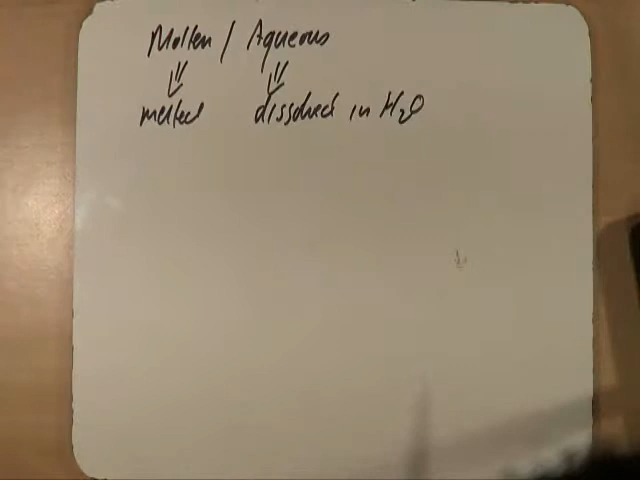 Molten / Aqueous
⇓ ⇓
melted dissolved in H₂O